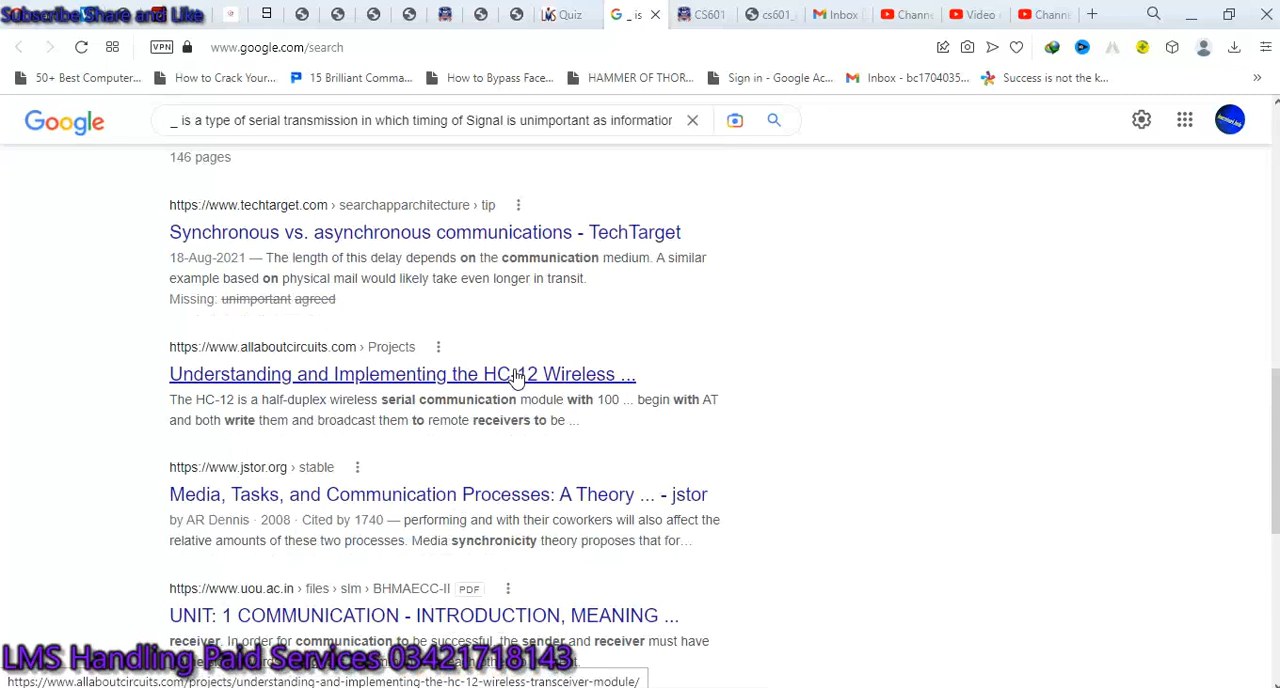 Subscribe Share and Like
Quiz
G _ is
CS601
cs601_
Inbox
Channe
Video
Chann
VPN
www.google.com/search
50+ Best Computer...
How to Crack Your...
15 Brilliant Comma...
How to Bypass Face...
HAMMER OF THOR...
Sign in - Google Ac...
Inbox - bc1704035...
Success is not the k...
»
Google
_ is a type of serial transmission in which timing of Signal is unimportant as information
146 pages
https://www.techtarget.com › searchapparchitecture › tip
Synchronous vs. asynchronous communications - TechTarget
18-Aug-2021 — The length of this delay depends on the communication medium. A similar
example based on physical mail would likely take even longer in transit.
Missing: unimportant agreed
https://www.allaboutcircuits.com › Projects
Understanding and Implementing the HC-12 Wireless ...
The HC-12 is a half-duplex wireless serial communication module with 100 ... begin with AT
and both write them and broadcast them to remote receivers to be ...
https://www.jstor.org › stable
Media, Tasks, and Communication Processes: A Theory ... - jstor
by AR Dennis · 2008 · Cited by 1740 — performing and with their coworkers will also affect the
relative amounts of these two processes. Media synchronicity theory proposes that for...
https://www.uou.ac.in › files › slm › BHMAECC-II PDF
UNIT: 1 COMMUNICATION - INTRODUCTION, MEANING ...
receiver. In order for communication to be successful, the sender and receiver must have
LMS Handling Paid Services 03421718143
https://www.allaboutcircuits.com/projects/understanding-and-implementing-the-hc-12-wireless-transceiver-module/